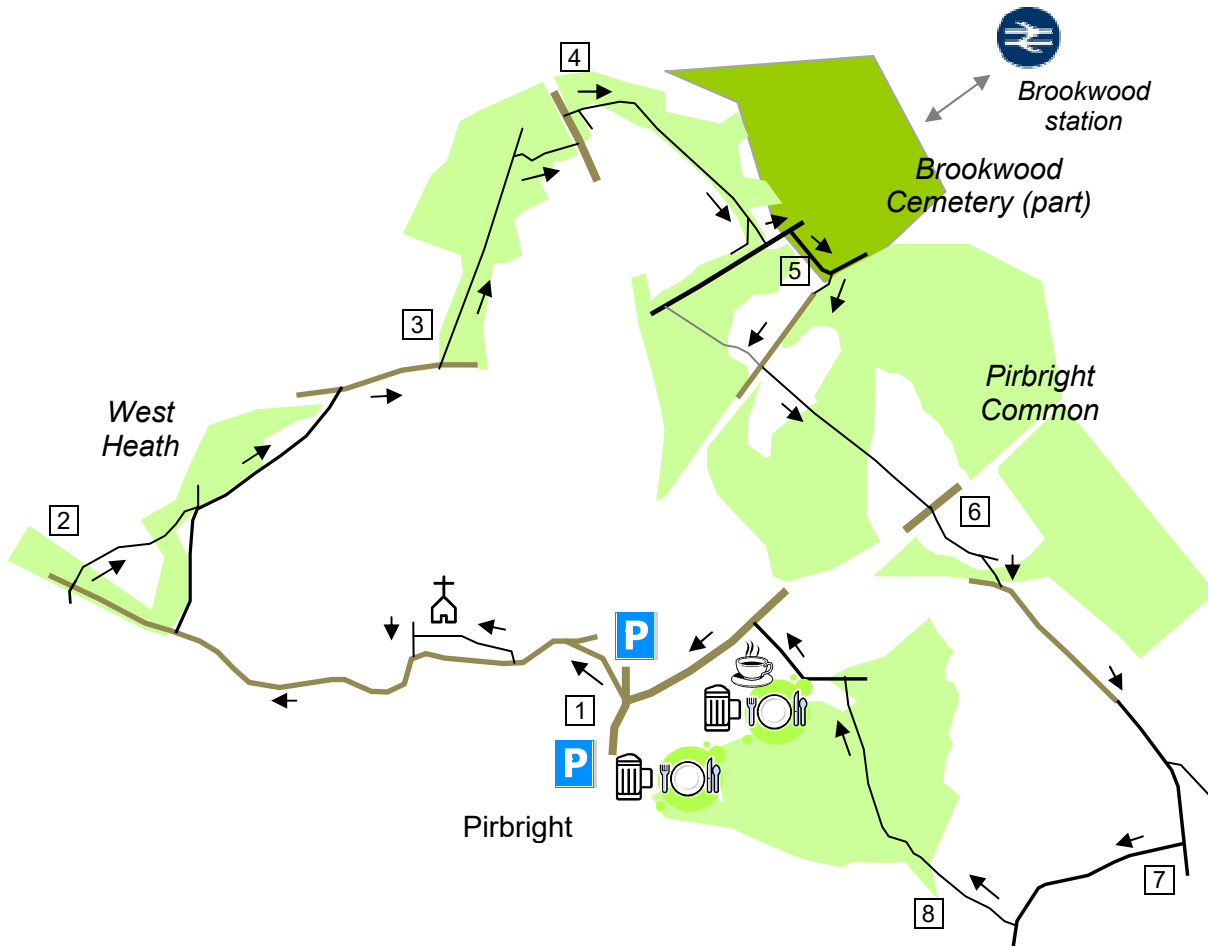 4
Brookwood
station
Brookwood
Cemetery (part)
5
3
Pirbright
Common
West
Heath
2
6
P
1
P
Pirbright
7
8